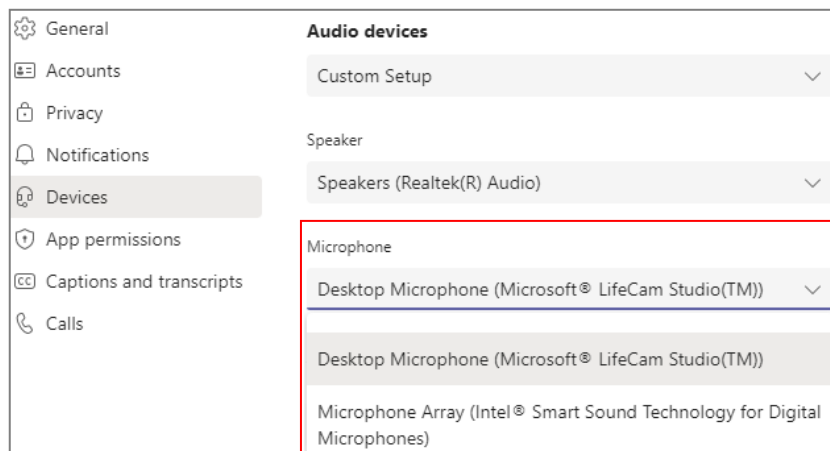 General
Accounts
Privacy
Notifications
Devices
App permissions
CC Captions and transcripts
Calls
Audio devices
Custom Setup
Speaker
Speakers (Realtek(R) Audio)
Microphone
Desktop Microphone (Microsoft® LifeCam Studio(TM))
Desktop Microphone (Microsoft® LifeCam Studio(TM))
Microphone Array (Intel® Smart Sound Technology for Digital
Microphones)